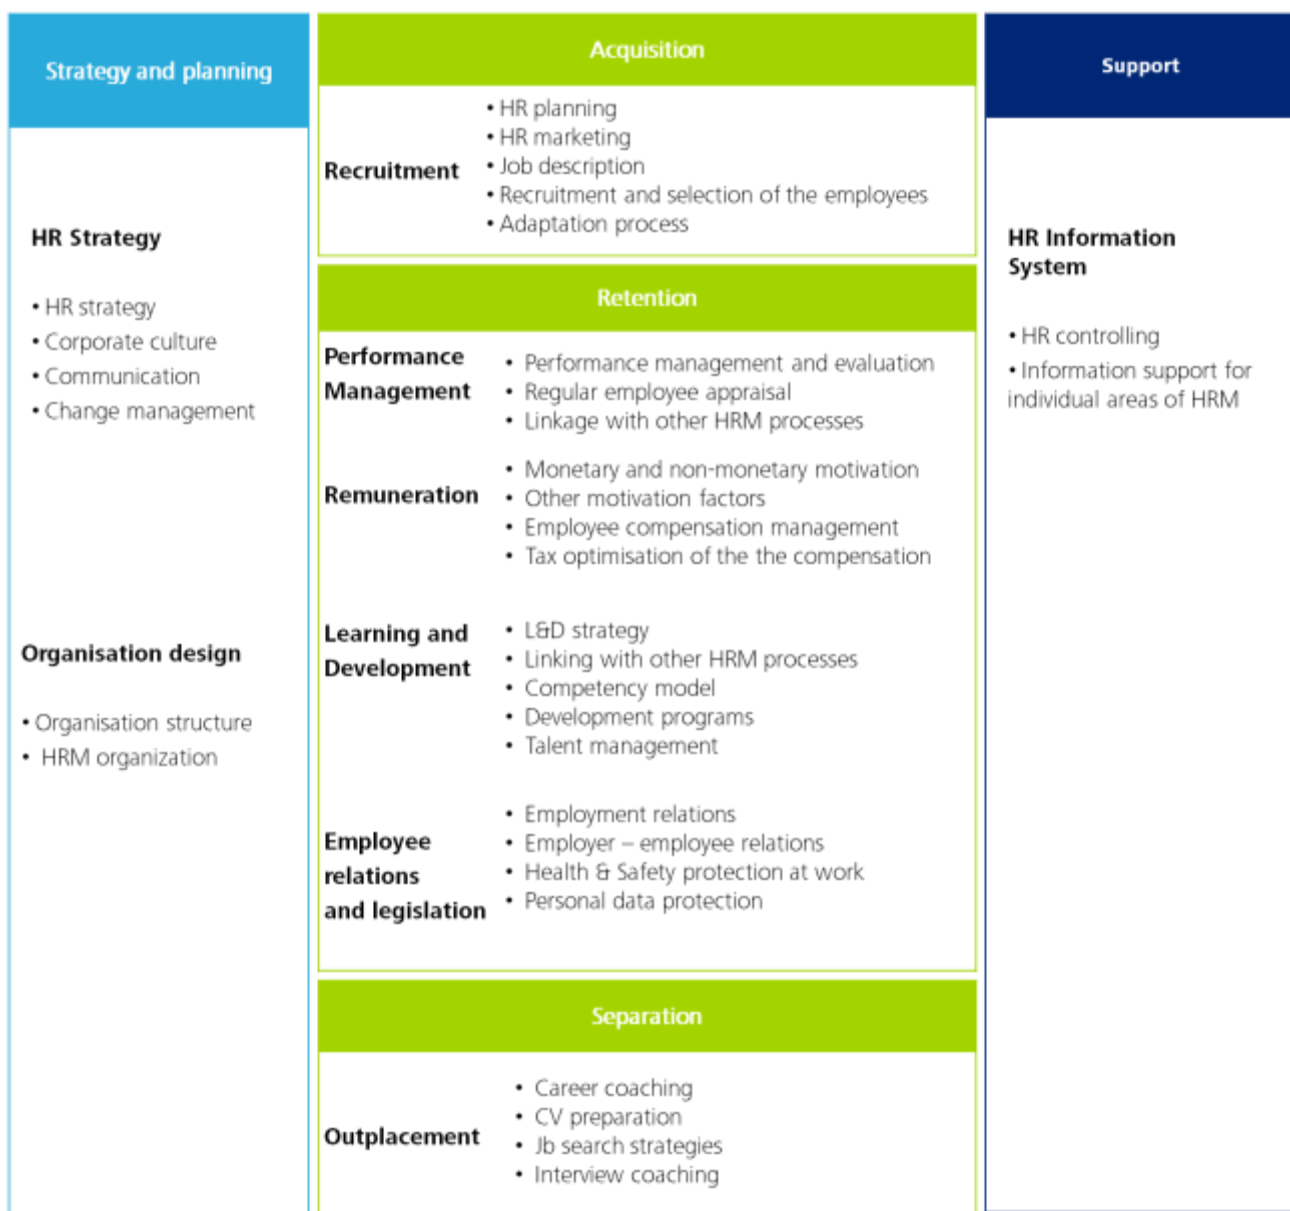 Strategy and planning
HR Strategy
• HR strategy
• Corporate culture
• Communication
• Change management
Organisation design
• Organisation structure
• HRM organization
Acquisition
Recruitment
• HR planning
• HR marketing
• Job description
• Recruitment and selection of the employees
• Adaptation process
Retention
Performance
Management
• Performance management and evaluation
• Regular employee appraisal
• Linkage with other HRM processes
Remuneration
• Monetary and non-monetary motivation
• Other motivation factors
• Employee compensation management
• Tax optimisation of the the compensation
Learning and
Development
• L&D strategy
• Linking with other HRM processes
• Competency model
• Development programs
• Talent management
Employee
relations
and legislation
• Employment relations
• Employer – employee relations
• Health & Safety protection at work
• Personal data protection
Separation
Outplacement
• Career coaching
• CV preparation
• Jb search strategies
• Interview coaching
Support
HR Information
System
• HR controlling
• Information support for
individual areas of HRM